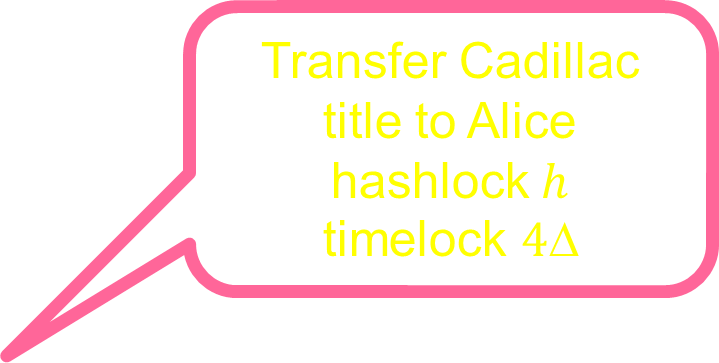 Transfer Cadillac
title to Alice
hashlock ℎ
timelock 4Δ